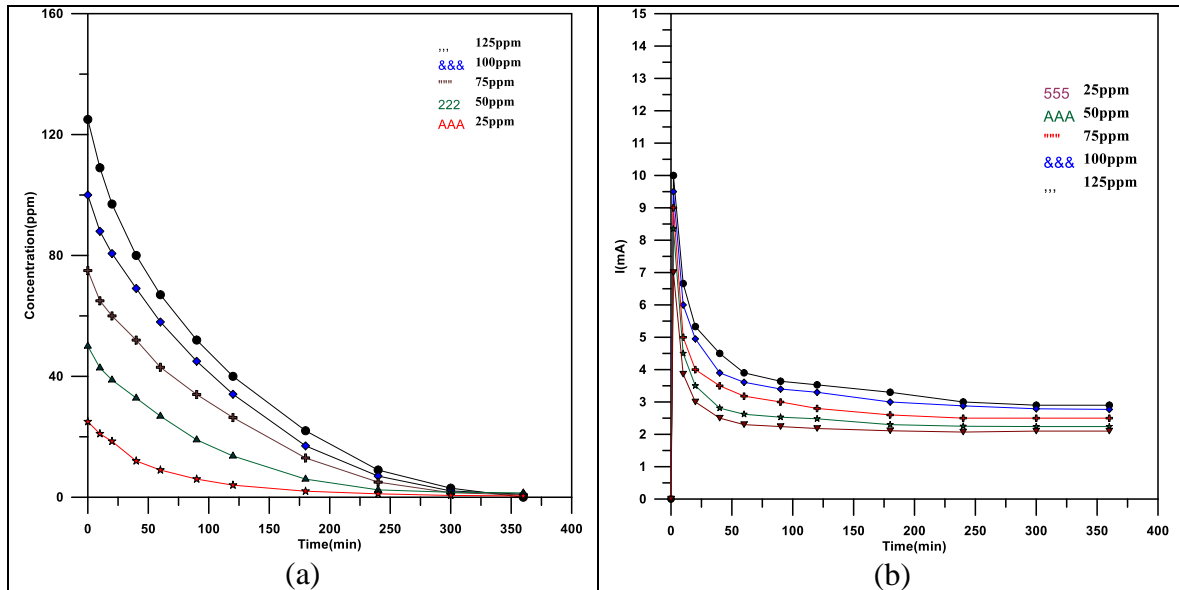 160
120
80
40
0
Concentration(ppm)
,,, 125ppm
&&& 100ppm
""" 75ppm
222 50ppm
AAA 25ppm
0 50 100 150 200 250 300 350 400
Time(min)
(a)
15
14
13
12
11
10
9
8
7
6
5
4
3
2
1
0
I(mA)
555 25ppm
AAA 50ppm
""" 75ppm
&&& 100ppm
,,, 125ppm
0 50 100 150 200 250 300 350 400
Time(min)
(b)